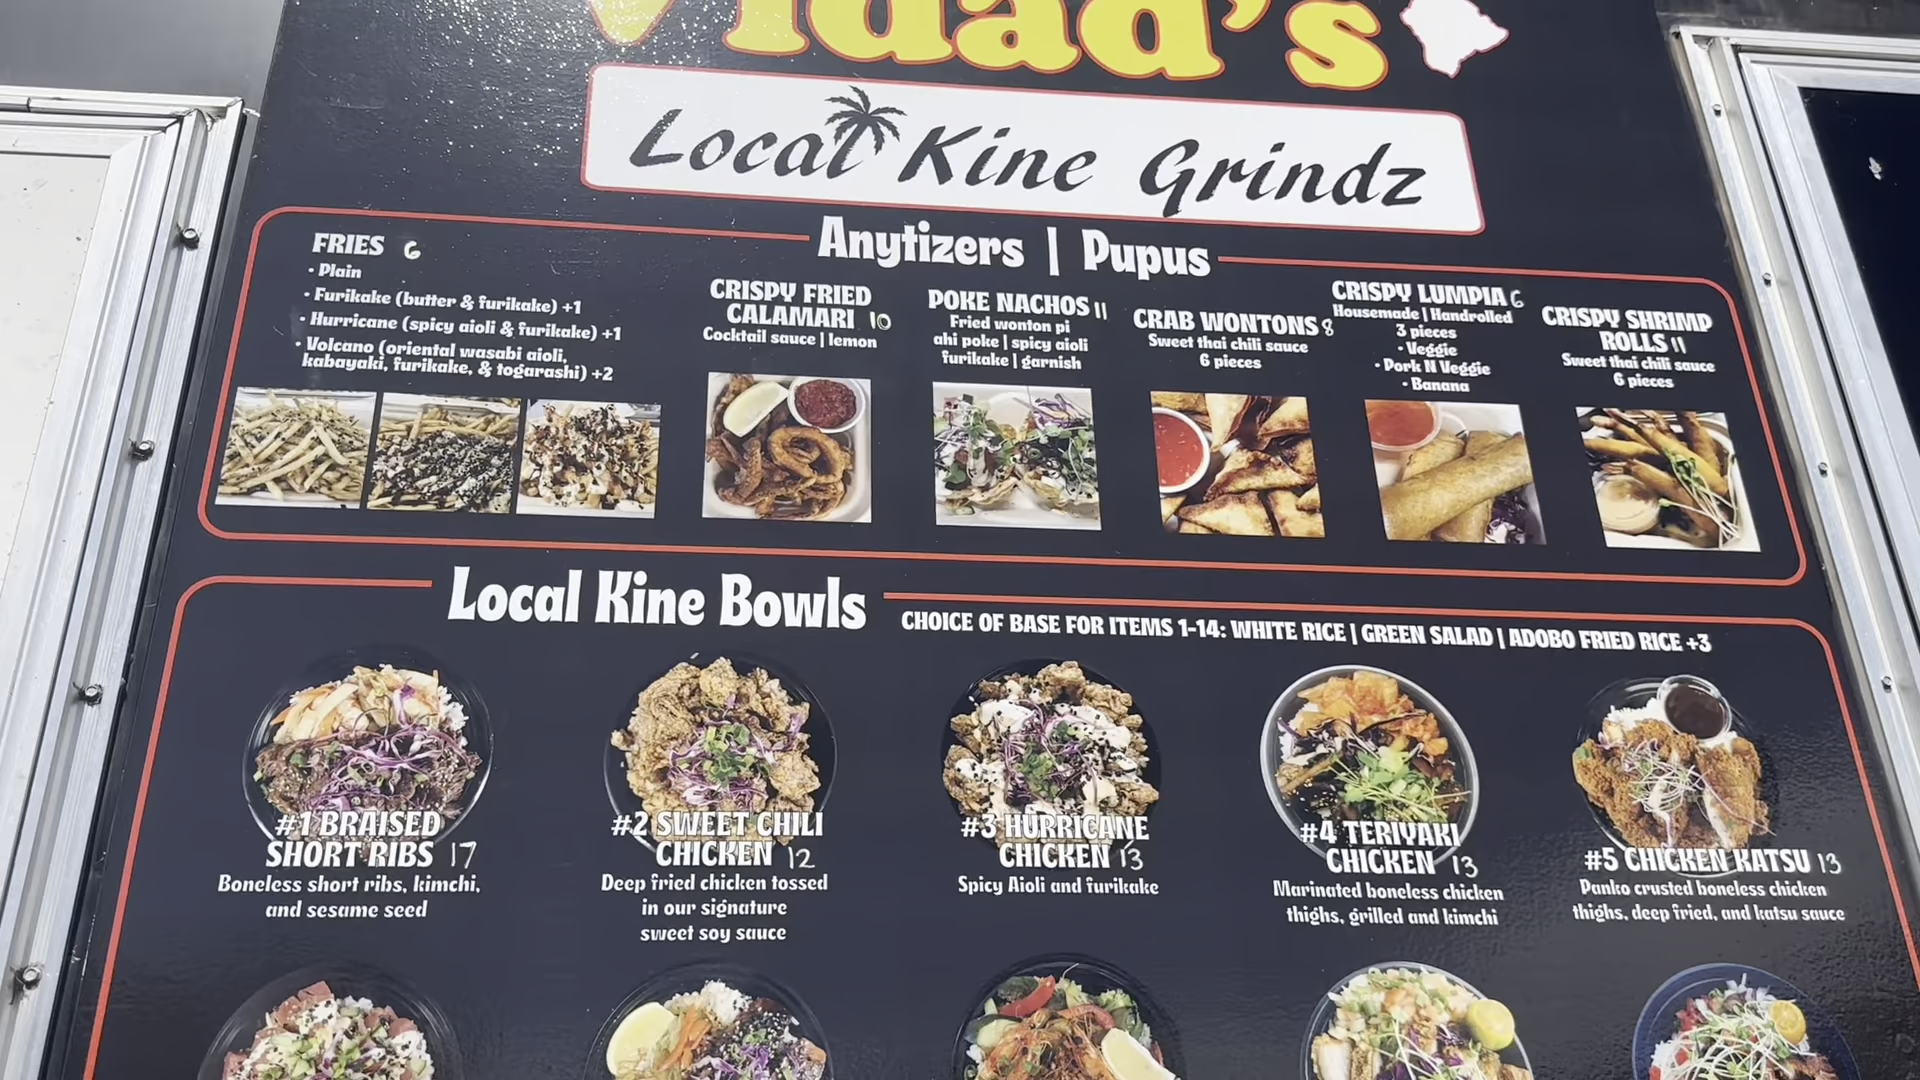 Vidad's
Local Kine Grindz
Anytizers | Pupus
FRIES 6
• Plain
• Furikake (butter & furikake) +1
• Hurricane (spicy aioli & furikake) +1
• Volcano (oriental wasabi aioli,
kabayaki, furikake, & togarashi) +2
CRISPY FRIED
CALAMARI 10
Cocktail sauce | lemon
POKE NACHOS 11
Fried wonton pi
ahi poke | spicy aioli
furikake | garnish
CRAB WONTONS 8
Sweet thai chili sauce
6 pieces
CRISPY LUMPIA 6
Housemade | Handrolled
3 pieces
• Veggie
• Pork N Veggie
• Banana
CRISPY SHRIMP
ROLLS 11
Sweet thai chili sauce
6 pieces
Local Kine Bowls
CHOICE OF BASE FOR ITEMS 1-14: WHITE RICE | GREEN SALAD | ADOBO FRIED RICE +3
#1 BRAISED
SHORT RIBS 17
Boneless short ribs, kimchi,
and sesame seed
#2 SWEET CHILI
CHICKEN 12
Deep fried chicken tossed
in our signature
sweet soy sauce
#3 HURRICANE
CHICKEN 13
Spicy Aioli and furikake
#4 TERIYAKI
CHICKEN 13
Marinated boneless chicken
thighs, grilled and kimchi
#5 CHICKEN KATSU 13
Panko crusted boneless chicken
thighs, deep fried, and katsu sauce